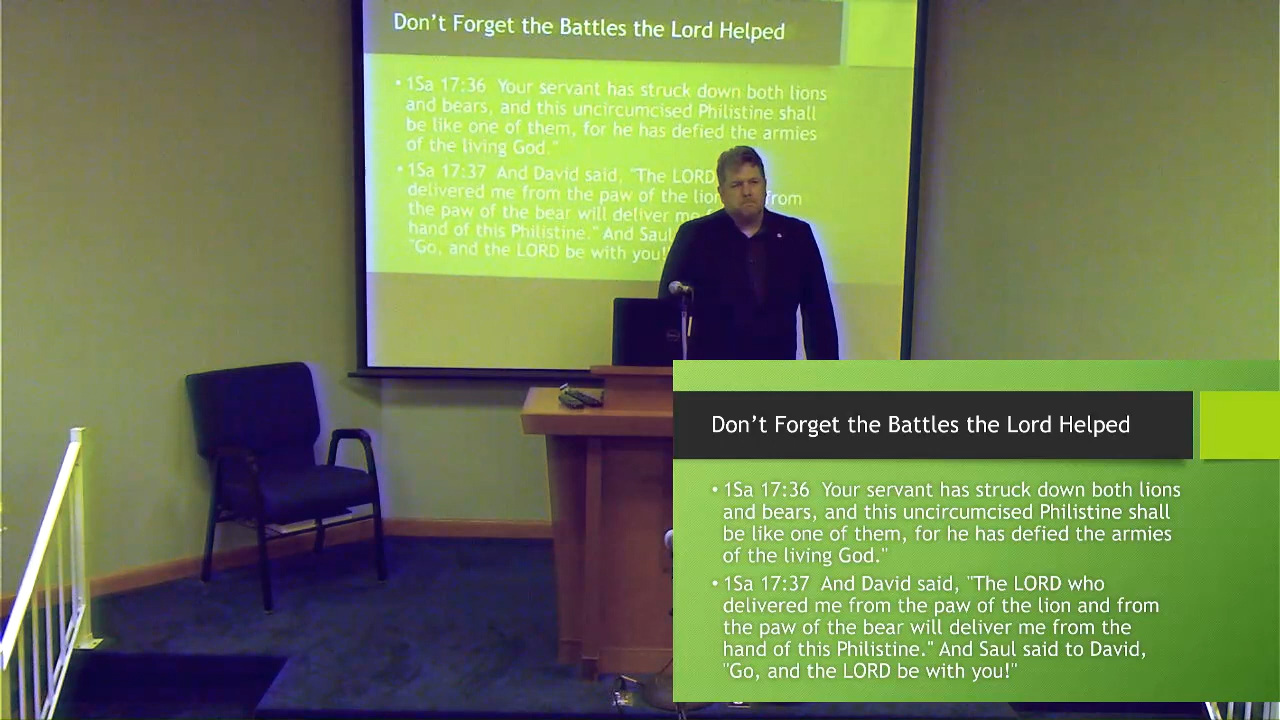 Don't Forget the Battles the Lord Helped
• 1Sa 17:36 Your servant has struck down both lions
and bears, and this uncircumcised Philistine shall
be like one of them, for he has defied the armies
of the living God."
• 1Sa 17:37 And David said, "The LORD
delivered me from the paw of the lion from
the paw of the bear will deliver me
hand of this Philistine." And Saul
"Go, and the LORD be with you!
Don't Forget the Battles the Lord Helped
• 1Sa 17:36 Your servant has struck down both lions
and bears, and this uncircumcised Philistine shall
be like one of them, for he has defied the armies
of the living God."
• 1Sa 17:37 And David said, "The LORD who
delivered me from the paw of the lion and from
the paw of the bear will deliver me from the
hand of this Philistine." And Saul said to David,
"Go, and the LORD be with you!"